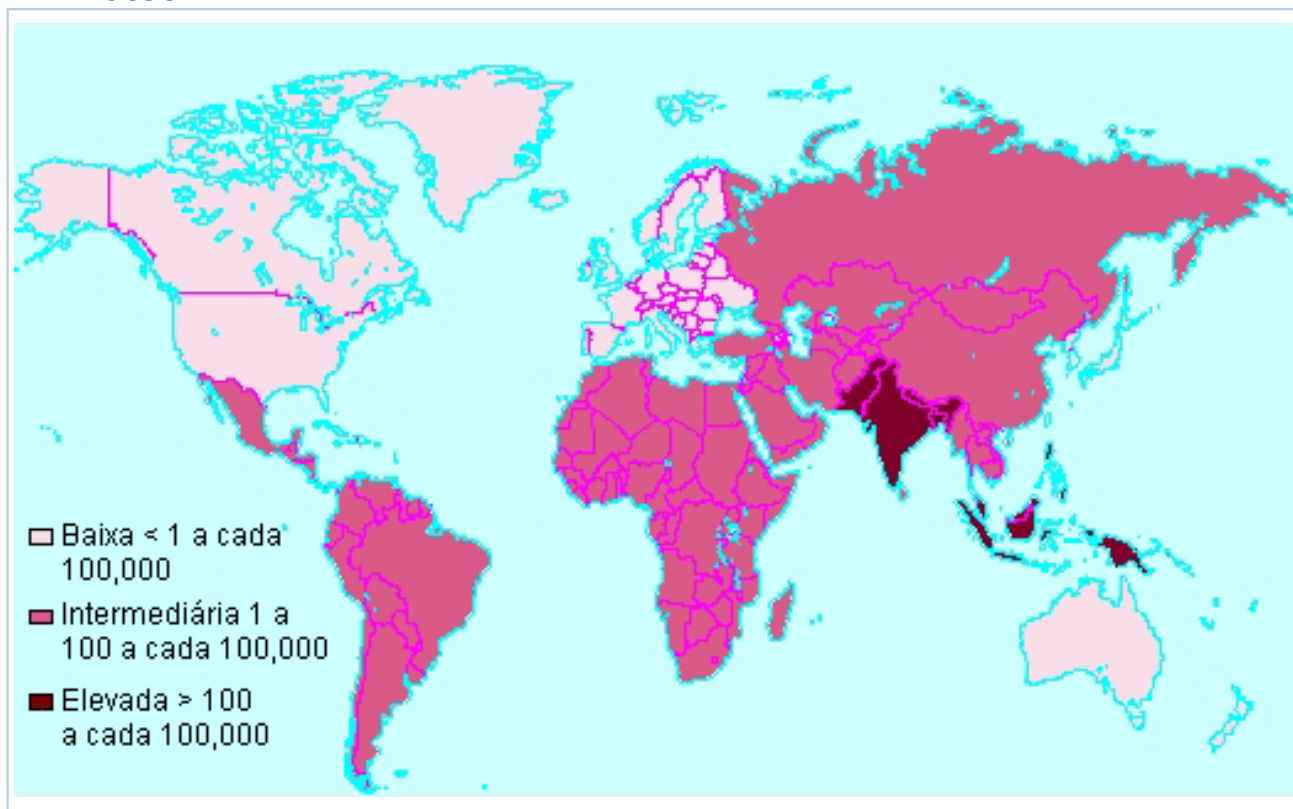 Baixa < 1 a cada
100,000
Intermediária 1 a
100 a cada 100,000
Elevada > 100
a cada 100,000